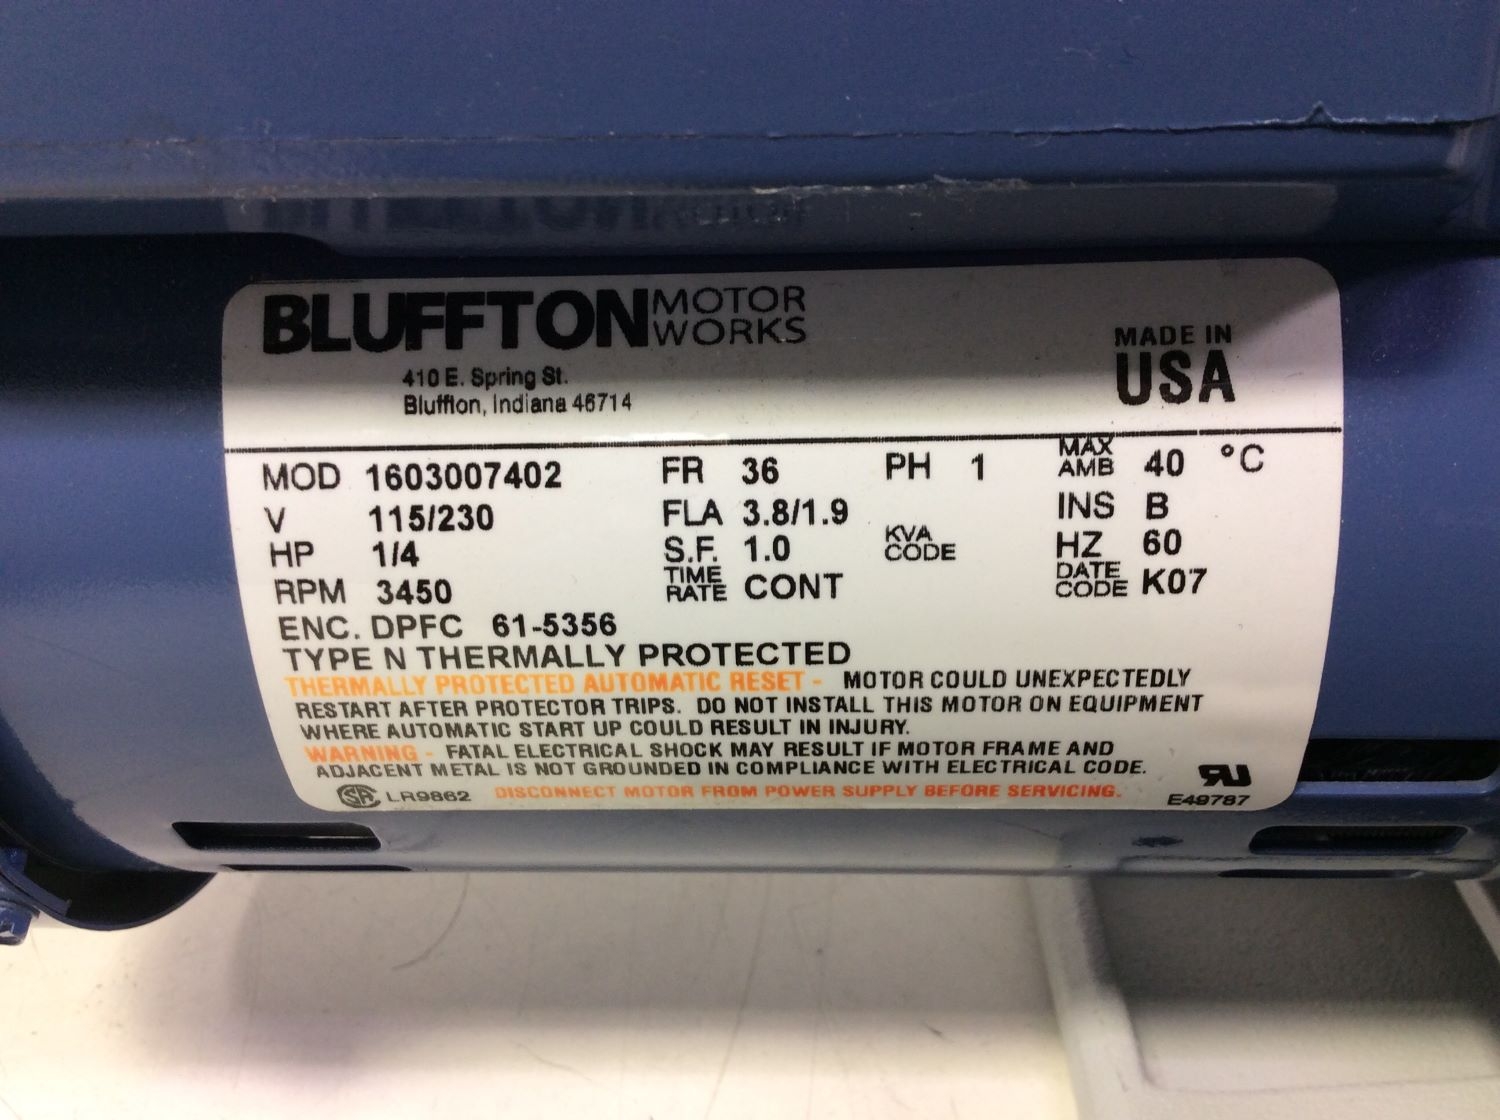 BLUFFTON MOTOR WORKS
410 E. Spring St.
Bluffton, Indiana 46714
MADE IN
USA
MOD 1603007402 FR 36 PH 1 MAX AMB 40 °C
V 115/230 FLA 3.8/1.9 INS B
HP 1/4 S.F. 1.0 KVA CODE HZ 60
RPM 3450 TIME RATE CONT DATE CODE K07
ENC. DPFC 61-5356
TYPE N THERMALLY PROTECTED
THERMALLY PROTECTED AUTOMATIC RESET - MOTOR COULD UNEXPECTEDLY
RESTART AFTER PROTECTOR TRIPS. DO NOT INSTALL THIS MOTOR ON EQUIPMENT
WHERE AUTOMATIC START UP COULD RESULT IN INJURY.
WARNING - FATAL ELECTRICAL SHOCK MAY RESULT IF MOTOR FRAME AND
ADJACENT METAL IS NOT GROUNDED IN COMPLIANCE WITH ELECTRICAL CODE.
SA LR9862 DISCONNECT MOTOR FROM POWER SUPPLY BEFORE SERVICING.
RU
E49787